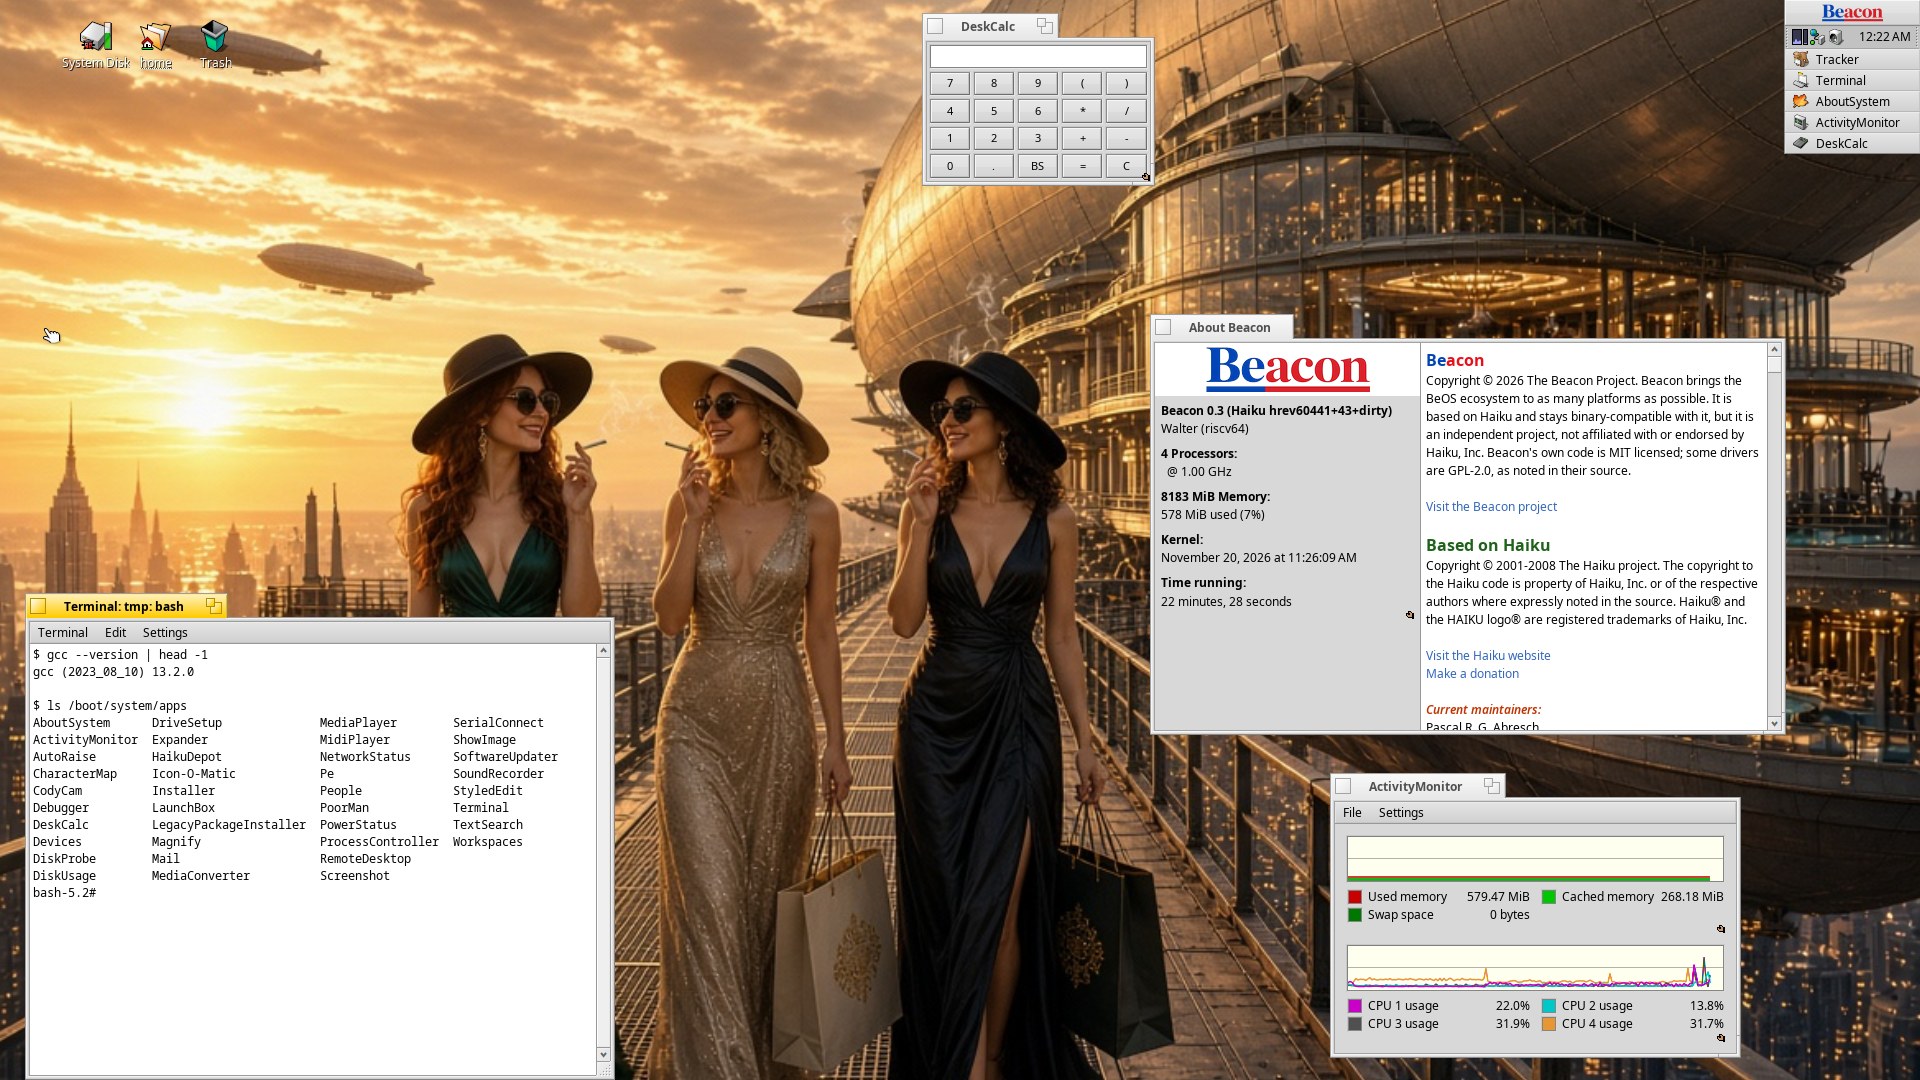 System Disk
home
Trash
DeskCalc
7 8 9 ( )
4 5 6 * /
1 2 3 + -
0 . BS = C
Beacon
12:22 AM
Tracker
Terminal
AboutSystem
ActivityMonitor
DeskCalc
About Beacon
Beacon
Beacon 0.3 (Haiku hrev60441+43+dirty)
Walter (riscv64)
4 Processors:
@ 1.00 GHz
8183 MiB Memory:
578 MiB used (7%)
Kernel:
November 20, 2026 at 11:26:09 AM
Time running:
22 minutes, 28 seconds
Beacon
Copyright © 2026 The Beacon Project. Beacon brings the
BeOS ecosystem to as many platforms as possible. It is
based on Haiku and stays binary-compatible with it, but it is
an independent project, not affiliated with or endorsed by
Haiku, Inc. Beacon's own code is MIT licensed; some drivers
are GPL-2.0, as noted in their source.
Visit the Beacon project
Based on Haiku
Copyright © 2001-2008 The Haiku project. The copyright to
the Haiku code is property of Haiku, Inc. or of the respective
authors where expressly noted in the source. Haiku® and
the HAIKU logo® are registered trademarks of Haiku, Inc.
Visit the Haiku website
Make a donation
Current maintainers:
Pascal R. G. Abresch
Terminal: tmp: bash
Terminal Edit Settings
$ gcc --version | head -1
gcc (2023_08_10) 13.2.0
$ ls /boot/system/apps
AboutSystem DriveSetup MediaPlayer SerialConnect
ActivityMonitor Expander MidiPlayer ShowImage
AutoRaise HaikuDepot NetworkStatus SoftwareUpdater
CharacterMap Icon-O-Matic Pe SoundRecorder
CodyCam Installer People StyledEdit
Debugger LaunchBox PoorMan Terminal
DeskCalc LegacyPackageInstaller PowerStatus TextSearch
Devices Magnify ProcessController Workspaces
DiskProbe Mail RemoteDesktop
DiskUsage MediaConverter Screenshot
bash-5.2#
ActivityMonitor
File Settings
Used memory 579.47 MiB Cached memory 268.18 MiB
Swap space 0 bytes
CPU 1 usage 22.0% CPU 2 usage 13.8%
CPU 3 usage 31.9% CPU 4 usage 31.7%